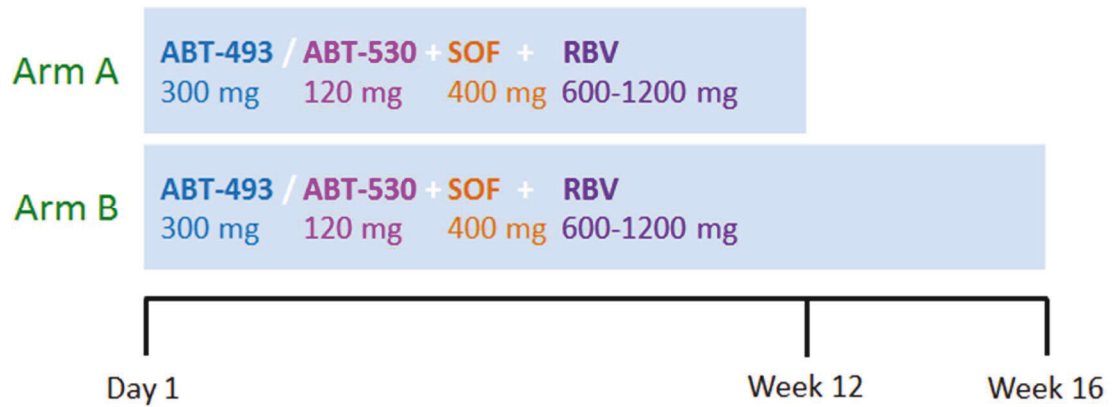 Arm A
ABT-493 / ABT-530 + SOF + RBV
300 mg 120 mg 400 mg 600-1200 mg
Arm B
ABT-493 / ABT-530 + SOF + RBV
300 mg 120 mg 400 mg 600-1200 mg
Day 1 Week 12 Week 16